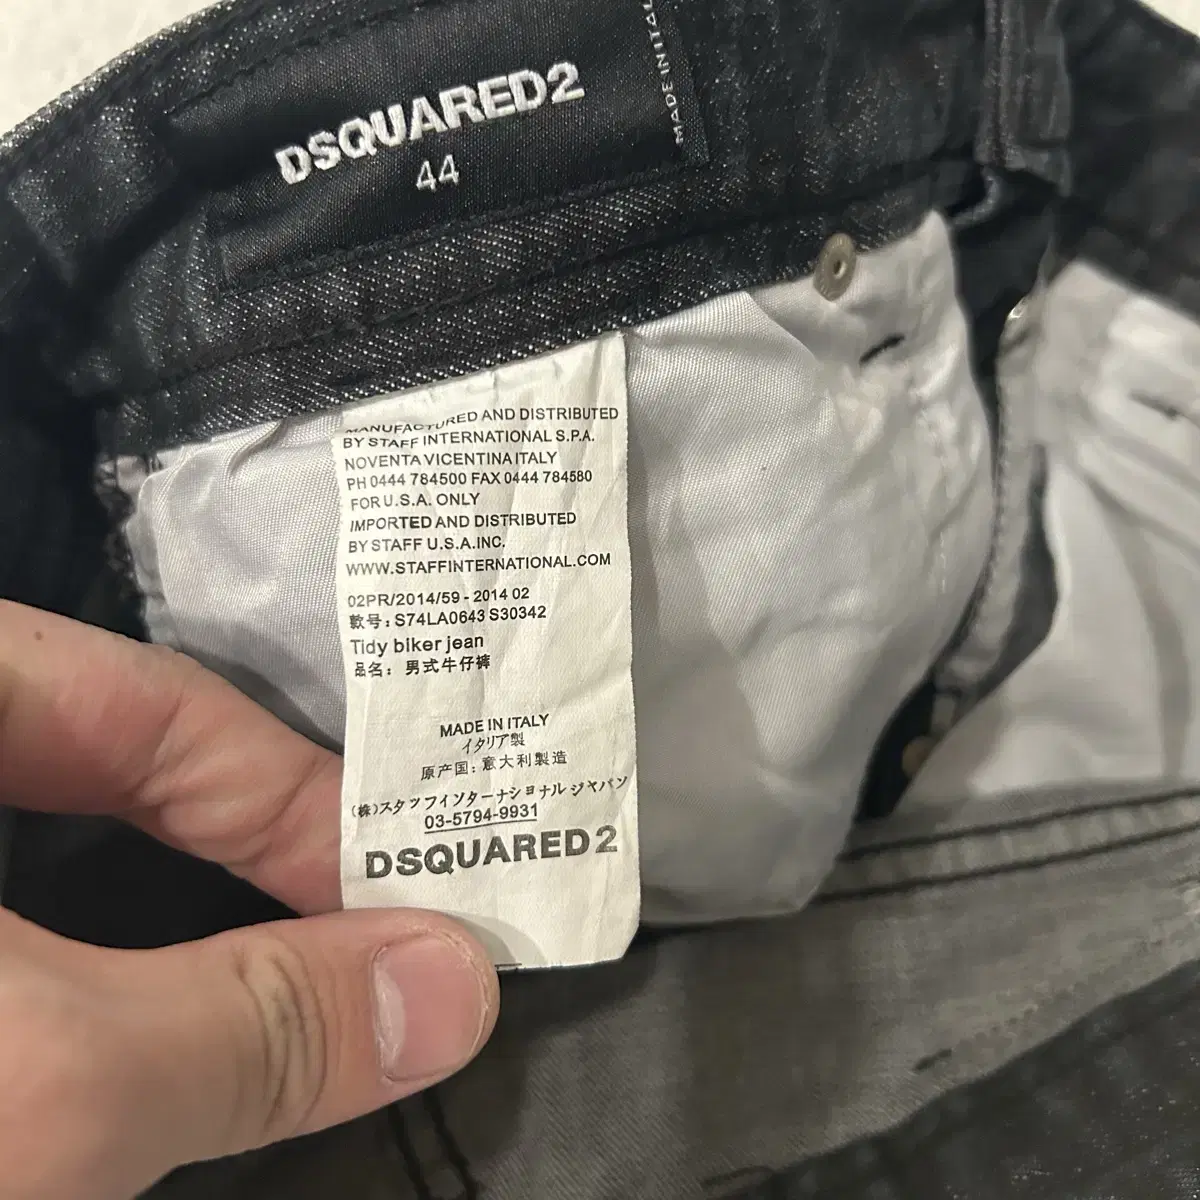 DSQUARED2
44
MADE IN ITAL
MANUFACTURED AND DISTRIBUTED
BY STAFF INTERNATIONAL S.P.A.
NOVENTA VICENTINA ITALY
PH 0444 784500 FAX 0444 784580
FOR U.S.A. ONLY
IMPORTED AND DISTRIBUTED
BY STAFF U.S.A.INC.
WWW.STAFFINTERNATIONAL.COM
02PR/2014/59 - 2014 02
款号: S74LA0643 S30342
Tidy biker jean
品名: 男式牛仔裤
MADE IN ITALY
イタリア製
原产国: 意大利製造
(株)スタッフインターナショナル ジャパン
03-5794-9931
DSQUARED2